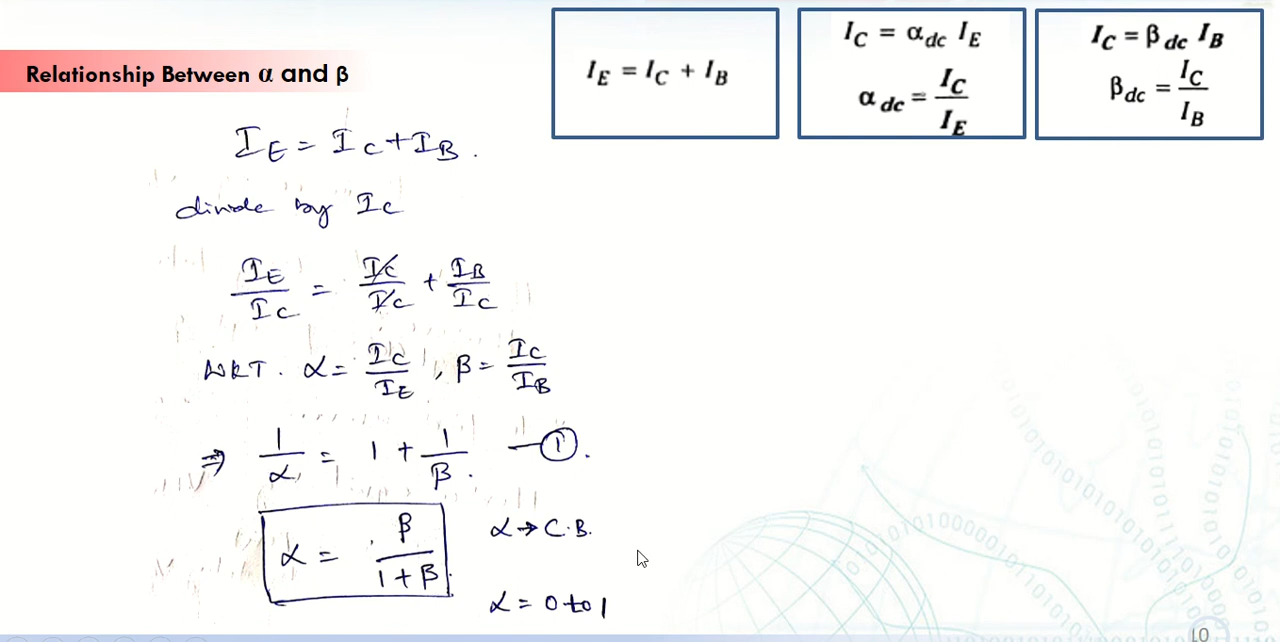 Relationship Between α and β
I_E = I_C + I_B
I_C = α_dc I_E
α_dc = I_C / I_E
I_C = β_dc I_B
β_dc = I_C / I_B
I_E = I_C + I_B .
divide by I_C
I_E / I_C = I_C / I_C + I_B / I_C
WKT . α = I_C / I_E , β = I_C / I_B
⇒ 1 / α = 1 + 1 / β . — ①.
α = β / 1 + β .
α → C.B.
α = 0 to 1
10